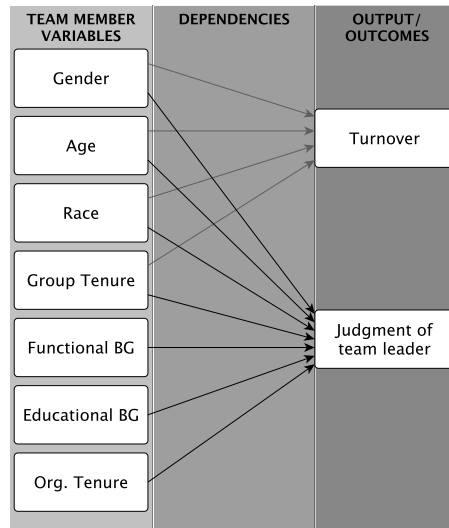 TEAM MEMBER
VARIABLES
DEPENDENCIES
OUTPUT/
OUTCOMES
Gender
Age
Race
Group Tenure
Functional BG
Educational BG
Org. Tenure
Turnover
Judgment of
team leader